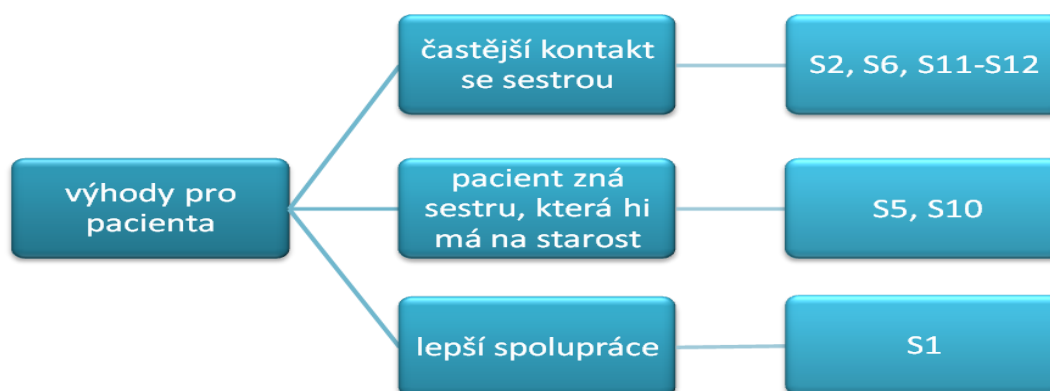 častější kontakt
se sestrou
S2, S6, S11-S12
výhody pro
pacienta
pacient zná
sestru, která hi
má na starost
S5, S10
lepší spolupráce
S1